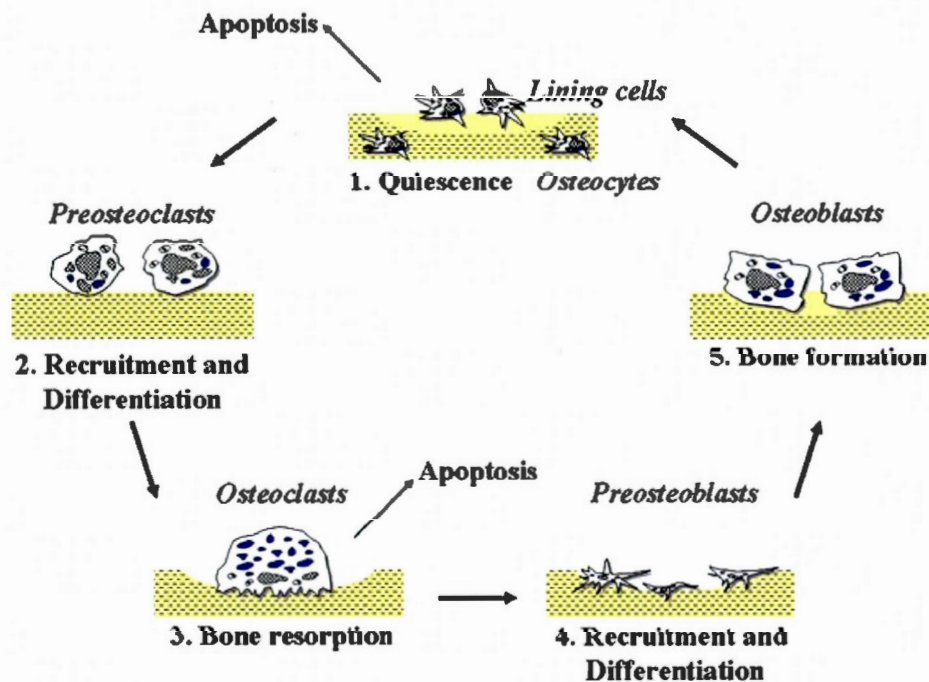 Apoptosis
Lining cells
1. Quiescence Osteocytes
Preosteoclasts
Osteoblasts
2. Recruitment and
Differentiation
5. Bone formation
Osteoclasts
Apoptosis
Preosteoblasts
3. Bone resorption
4. Recruitment and
Differentiation